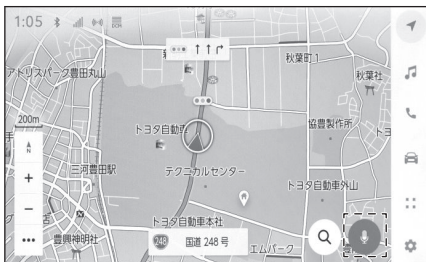 1:05
秋葉町1
アトリスパーク豊田丸山
秋葉社
200m
トヨタ自動車
協豊製作所
N
三河豊田駅
テクニカルセンター
トヨタ自動車外山
トヨタ自動車本社
248 国道 248 号
豊興神明社
エムパーク